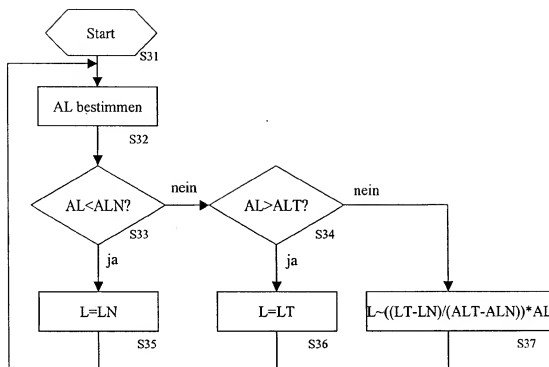 Start
S31
AL bestimmen
S32
AL<ALN?
nein
AL>ALT?
nein
S33
S34
ja
ja
L=LN
L=LT
L~((LT-LN)/(ALT-ALN))*AL
S35
S36
S37